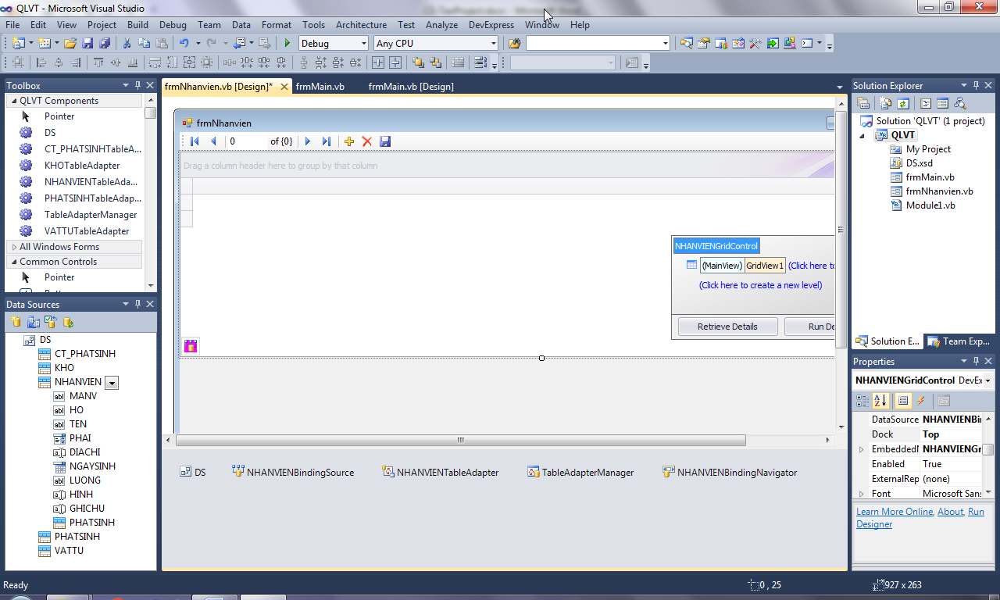 QLVT - Microsoft Visual Studio
File Edit View Project Build Debug Team Data Format Tools Architecture Test Analyze DevExpress Window Help
Debug Any CPU
Toolbox
QLVT Components
Pointer
DS
CT_PHATSINHTableA...
KHOTableAdapter
NHANVIENTableAda...
PHATSINHTableAdap...
TableAdapterManager
VATTUTableAdapter
All Windows Forms
Common Controls
Pointer
Data Sources
DS
CT_PHATSINH
KHO
NHANVIEN
MANV
HO
TEN
PHAI
DIACHI
NGAYSINH
LUONG
HINH
GHICHU
PHATSINH
PHATSINH
VATTU
frmNhanvien.vb [Design]* frmMain.vb frmMain.vb [Design]
frmNhanvien
0 of {0}
Drag a column header here to group by that column
NHANVIENGridControl
(MainView) GridView1 (Click here to
(Click here to create a new level)
Retrieve Details Run De
DS NHANVIENBindingSource NHANVIENTableAdapter TableAdapterManager NHANVIENBindingNavigator
Solution Explorer
Solution 'QLVT' (1 project)
QLVT
My Project
DS.xsd
frmMain.vb
frmNhanvien.vb
Module1.vb
Solution E... Team Exp...
Properties
NHANVIENGridControl DevEx
DataSource NHANVIENBi
Dock Top
EmbeddedN NHANVIENGr
Enabled True
ExternalRep (none)
Font Microsoft Sans
Learn More Online, About, Run
Designer
Ready 0 , 25 927 x 263